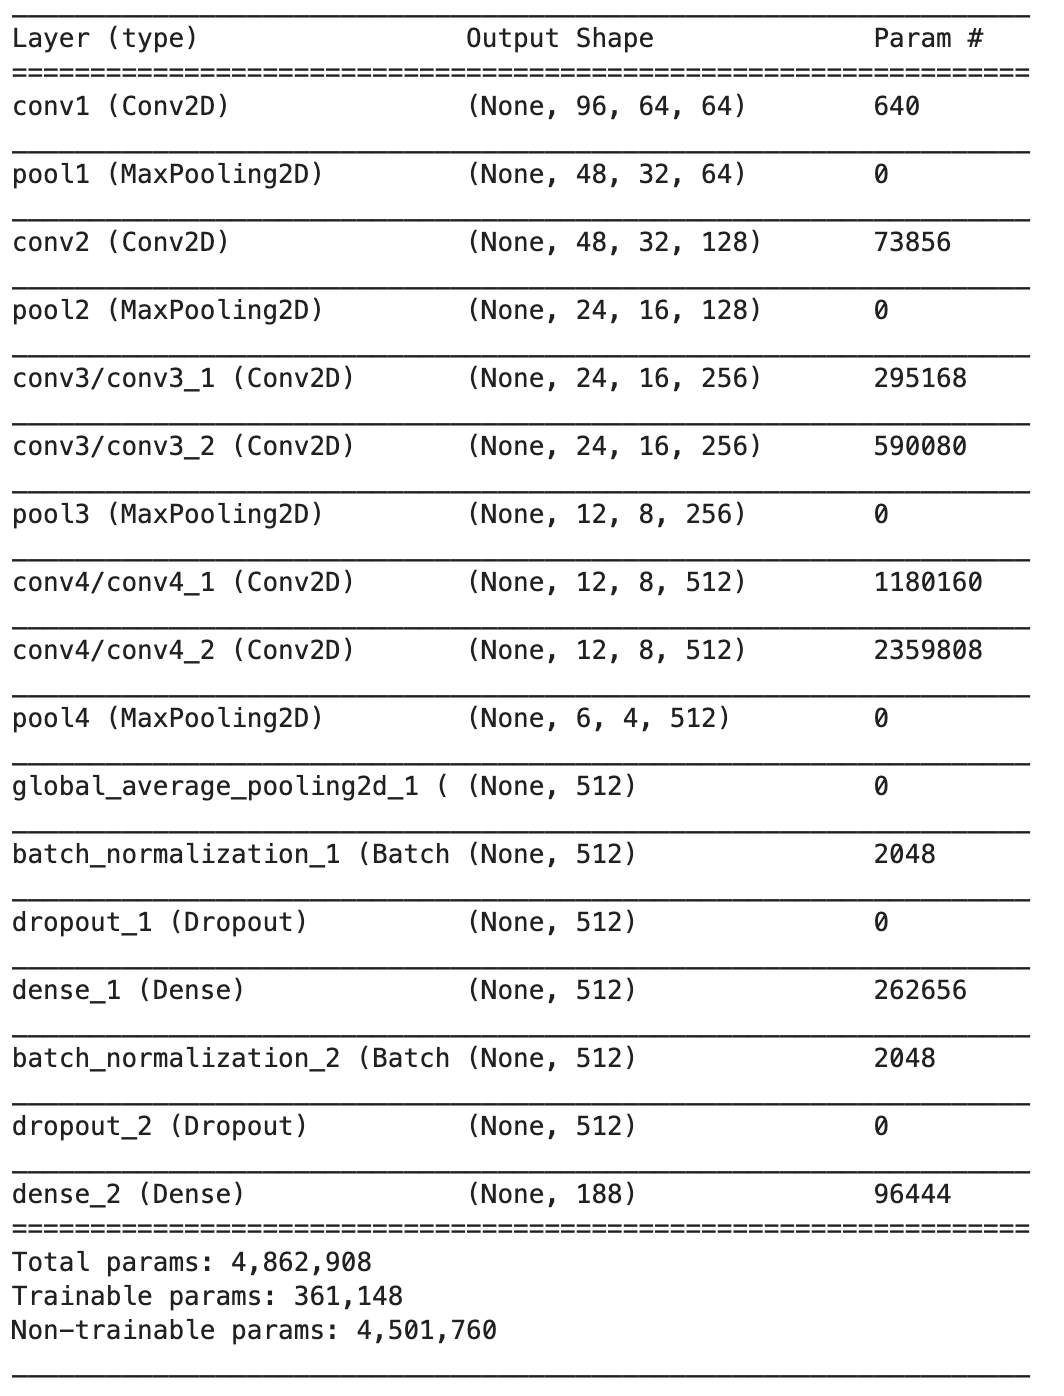 Layer (type) Output Shape Param #
conv1 (Conv2D) (None, 96, 64, 64) 640
pool1 (MaxPooling2D) (None, 48, 32, 64) 0
conv2 (Conv2D) (None, 48, 32, 128) 73856
pool2 (MaxPooling2D) (None, 24, 16, 128) 0
conv3/conv3_1 (Conv2D) (None, 24, 16, 256) 295168
conv3/conv3_2 (Conv2D) (None, 24, 16, 256) 590080
pool3 (MaxPooling2D) (None, 12, 8, 256) 0
conv4/conv4_1 (Conv2D) (None, 12, 8, 512) 1180160
conv4/conv4_2 (Conv2D) (None, 12, 8, 512) 2359808
pool4 (MaxPooling2D) (None, 6, 4, 512) 0
global_average_pooling2d_1 ( (None, 512) 0
batch_normalization_1 (Batch (None, 512) 2048
dropout_1 (Dropout) (None, 512) 0
dense_1 (Dense) (None, 512) 262656
batch_normalization_2 (Batch (None, 512) 2048
dropout_2 (Dropout) (None, 512) 0
dense_2 (Dense) (None, 188) 96444
Total params: 4,862,908
Trainable params: 361,148
Non-trainable params: 4,501,760